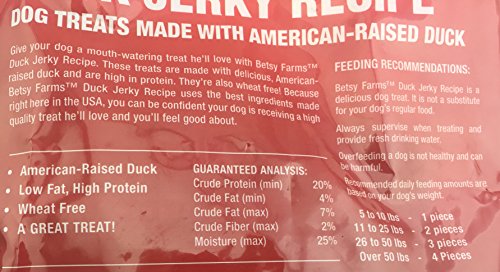 JERKY RECIPE
DOG TREATS MADE WITH AMERICAN-RAISED DUCK
Give your dog a mouth-watering treat he'll love with Betsy Farms™
Duck Jerky Recipe. These treats are made with delicious, American-
raised duck and are high in protein. They're also wheat free! Because
Betsy Farms™ Duck Jerky Recipe uses the best ingredients made
right here in the USA, you can be confident your dog is receiving a high
quality treat he'll love and you'll feel good about.
• American-Raised Duck
• Low Fat, High Protein
• Wheat Free
• A GREAT TREAT!
GUARANTEED ANALYSIS:
Crude Protein (min) 20%
Crude Fat (min) 4%
Crude Fat (max) 7%
Crude Fiber (max) 2%
Moisture (max) 25%
FEEDING RECOMMENDATIONS:
Betsy Farms™ Duck Jerky Recipe is a
delicious dog treat. It is not a substitute
for your dog's regular food.
Always supervise when treating and
provide fresh drinking water.
Overfeeding a dog is not healthy and can
be harmful.
Recommended daily feeding amounts are
based on your dog's weight.
5 to 10 lbs - 1 piece
11 to 25 lbs - 2 pieces
26 to 50 lbs - 3 pieces
Over 50 lbs - 4 Pieces